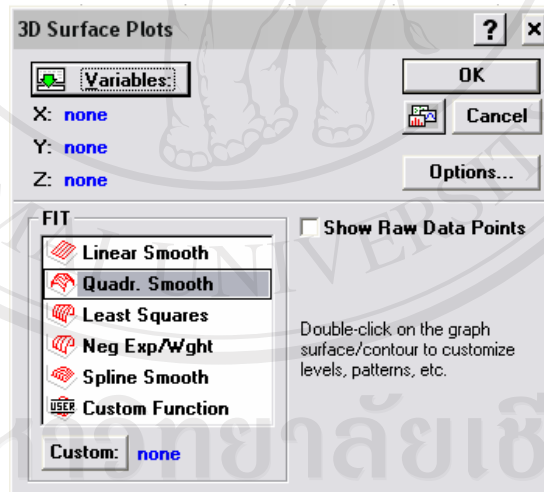 3D Surface Plots
? ×
Variables:
OK
X: none
Cancel
Y: none
Z: none
Options...
FIT
Show Raw Data Points
Linear Smooth
Quadr. Smooth
Least Squares
Neg Exp/Wght
Spline Smooth
USER Custom Function
Double-click on the graph
surface/contour to customize
levels, patterns, etc.
Custom: none